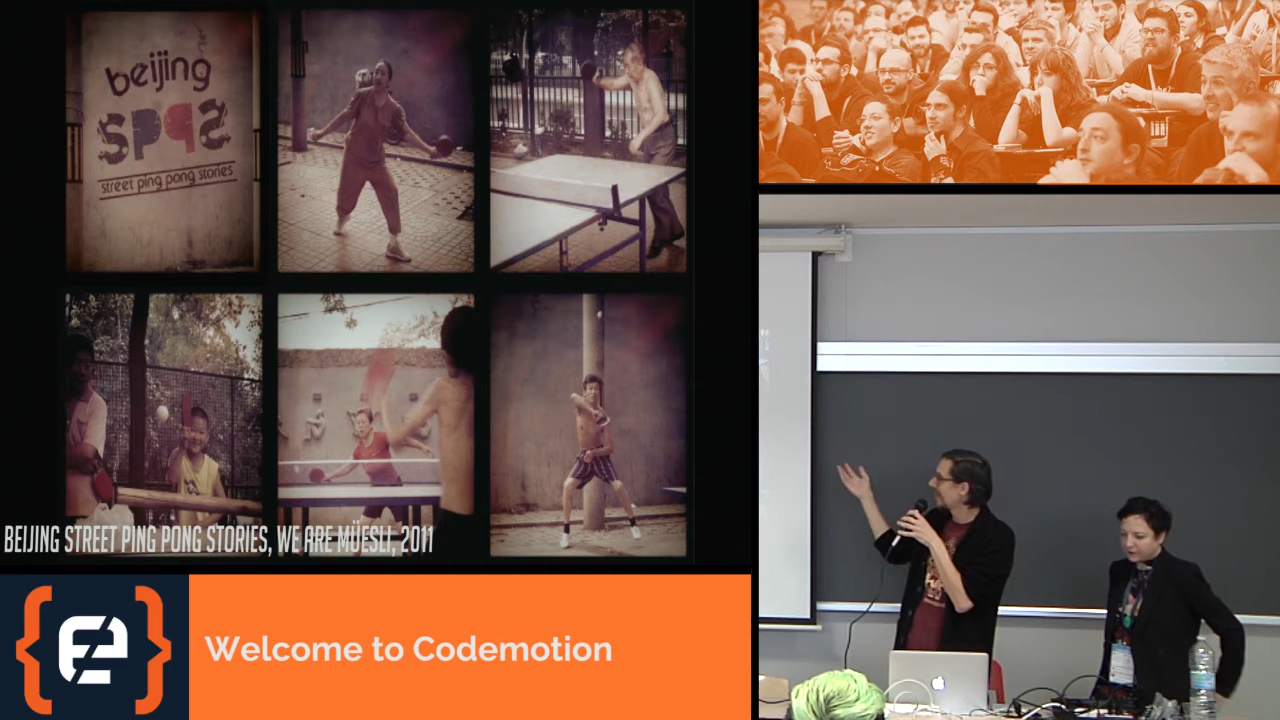 beijing
SPPS
street ping pong stories
BEIJING STREET PING PONG STORIES, WE ARE MÜESLI, 2011
Welcome to Codemotion